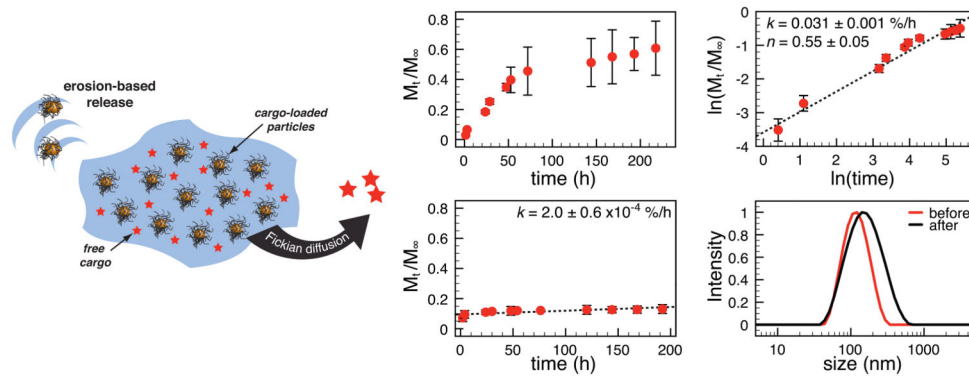 erosion-based
release
cargo-loaded
particles
free
cargo
Fickian diffusion
M_t/M_∞
0.8
0.6
0.4
0.2
0
0 50 100 150 200
time (h)
k = 0.031 ± 0.001 %/h
n = 0.55 ± 0.05
ln(M_t/M_∞)
0
-1
-2
-3
-4
0 1 2 3 4 5
ln(time)
k = 2.0 ± 0.6 x10⁻⁴ %/h
M_t/M_∞
0.8
0.6
0.4
0.2
0
0 50 100 150 200
time (h)
before
after
Intensity
1
0.8
0.6
0.4
0.2
0
10 100 1000
size (nm)